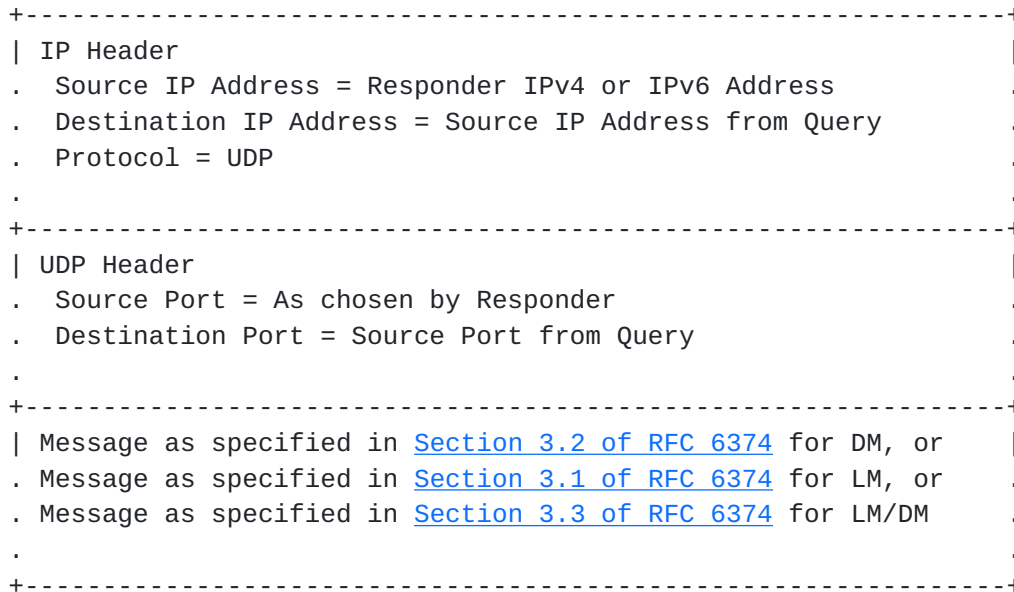 +---------------------------------------------------------------+
| IP Header                                                     |
.  Source IP Address = Responder IPv4 or IPv6 Address           .
.  Destination IP Address = Source IP Address from Query        .
.  Protocol = UDP                                               .
.                                                               .
+---------------------------------------------------------------+
| UDP Header                                                    |
.  Source Port = As chosen by Responder                         .
.  Destination Port = Source Port from Query                    .
.                                                               .
+---------------------------------------------------------------+
| Message as specified in Section 3.2 of RFC 6374 for DM, or    |
. Message as specified in Section 3.1 of RFC 6374 for LM, or    .
. Message as specified in Section 3.3 of RFC 6374 for LM/DM     .
.                                                               .
+---------------------------------------------------------------+